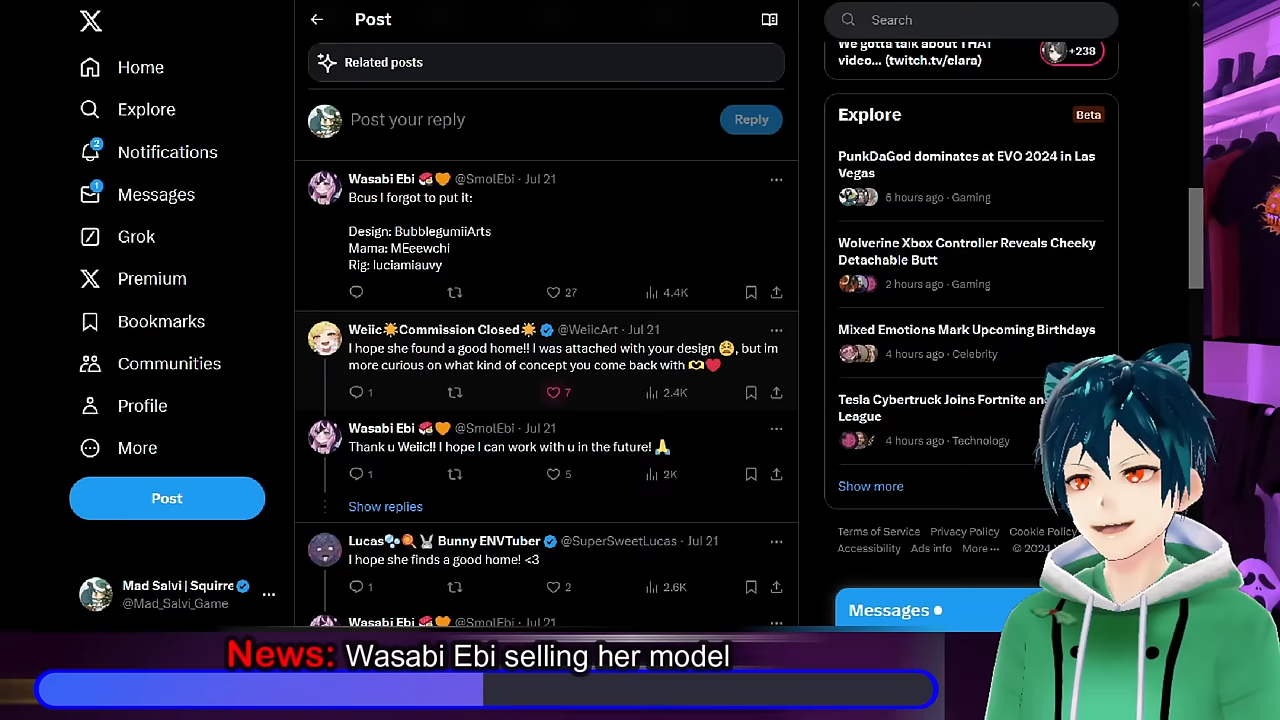 Home
Explore
2
Notifications
1
Messages
Grok
Premium
Bookmarks
Communities
Profile
More
Post
Mad Salvi | Squirre
@Mad_Salvi_Game
Post
Related posts
Post your reply
Reply
Wasabi Ebi 🍣🧡 @SmolEbi · Jul 21
Bcus I forgot to put it:
Design: BubblegumiiArts
Mama: MEeewchi
Rig: luciamiauvy
27
4.4K
Weiic☀️Commission Closed☀️ @WeiicArt · Jul 21
I hope she found a good home!! I was attached with your design 😩, but im
more curious on what kind of concept you come back with 🫶❤️
1
7
2.4K
Wasabi Ebi 🍣🧡 @SmolEbi · Jul 21
Thank u Weiic!! I hope I can work with u in the future! 🙏
1
5
2K
Show replies
Lucas🫧🍭🐰 Bunny ENVTuber @SuperSweetLucas · Jul 21
I hope she finds a good home! <3
1
2
2.6K
Wasabi Ebi 🍣🧡 @SmolEbi · Jul 21
Search
We gotta talk about THAT
video... (twitch.tv/elara)
+238
Explore
Beta
PunkDaGod dominates at EVO 2024 in Las
Vegas
6 hours ago · Gaming
Wolverine Xbox Controller Reveals Cheeky
Detachable Butt
2 hours ago · Gaming
Mixed Emotions Mark Upcoming Birthdays
4 hours ago · Celebrity
Tesla Cybertruck Joins Fortnite an
League
4 hours ago · Technology
Show more
Terms of Service Privacy Policy Cookie Policy
Accessibility Ads info More ··· © 2024
Messages
News: Wasabi Ebi selling her model